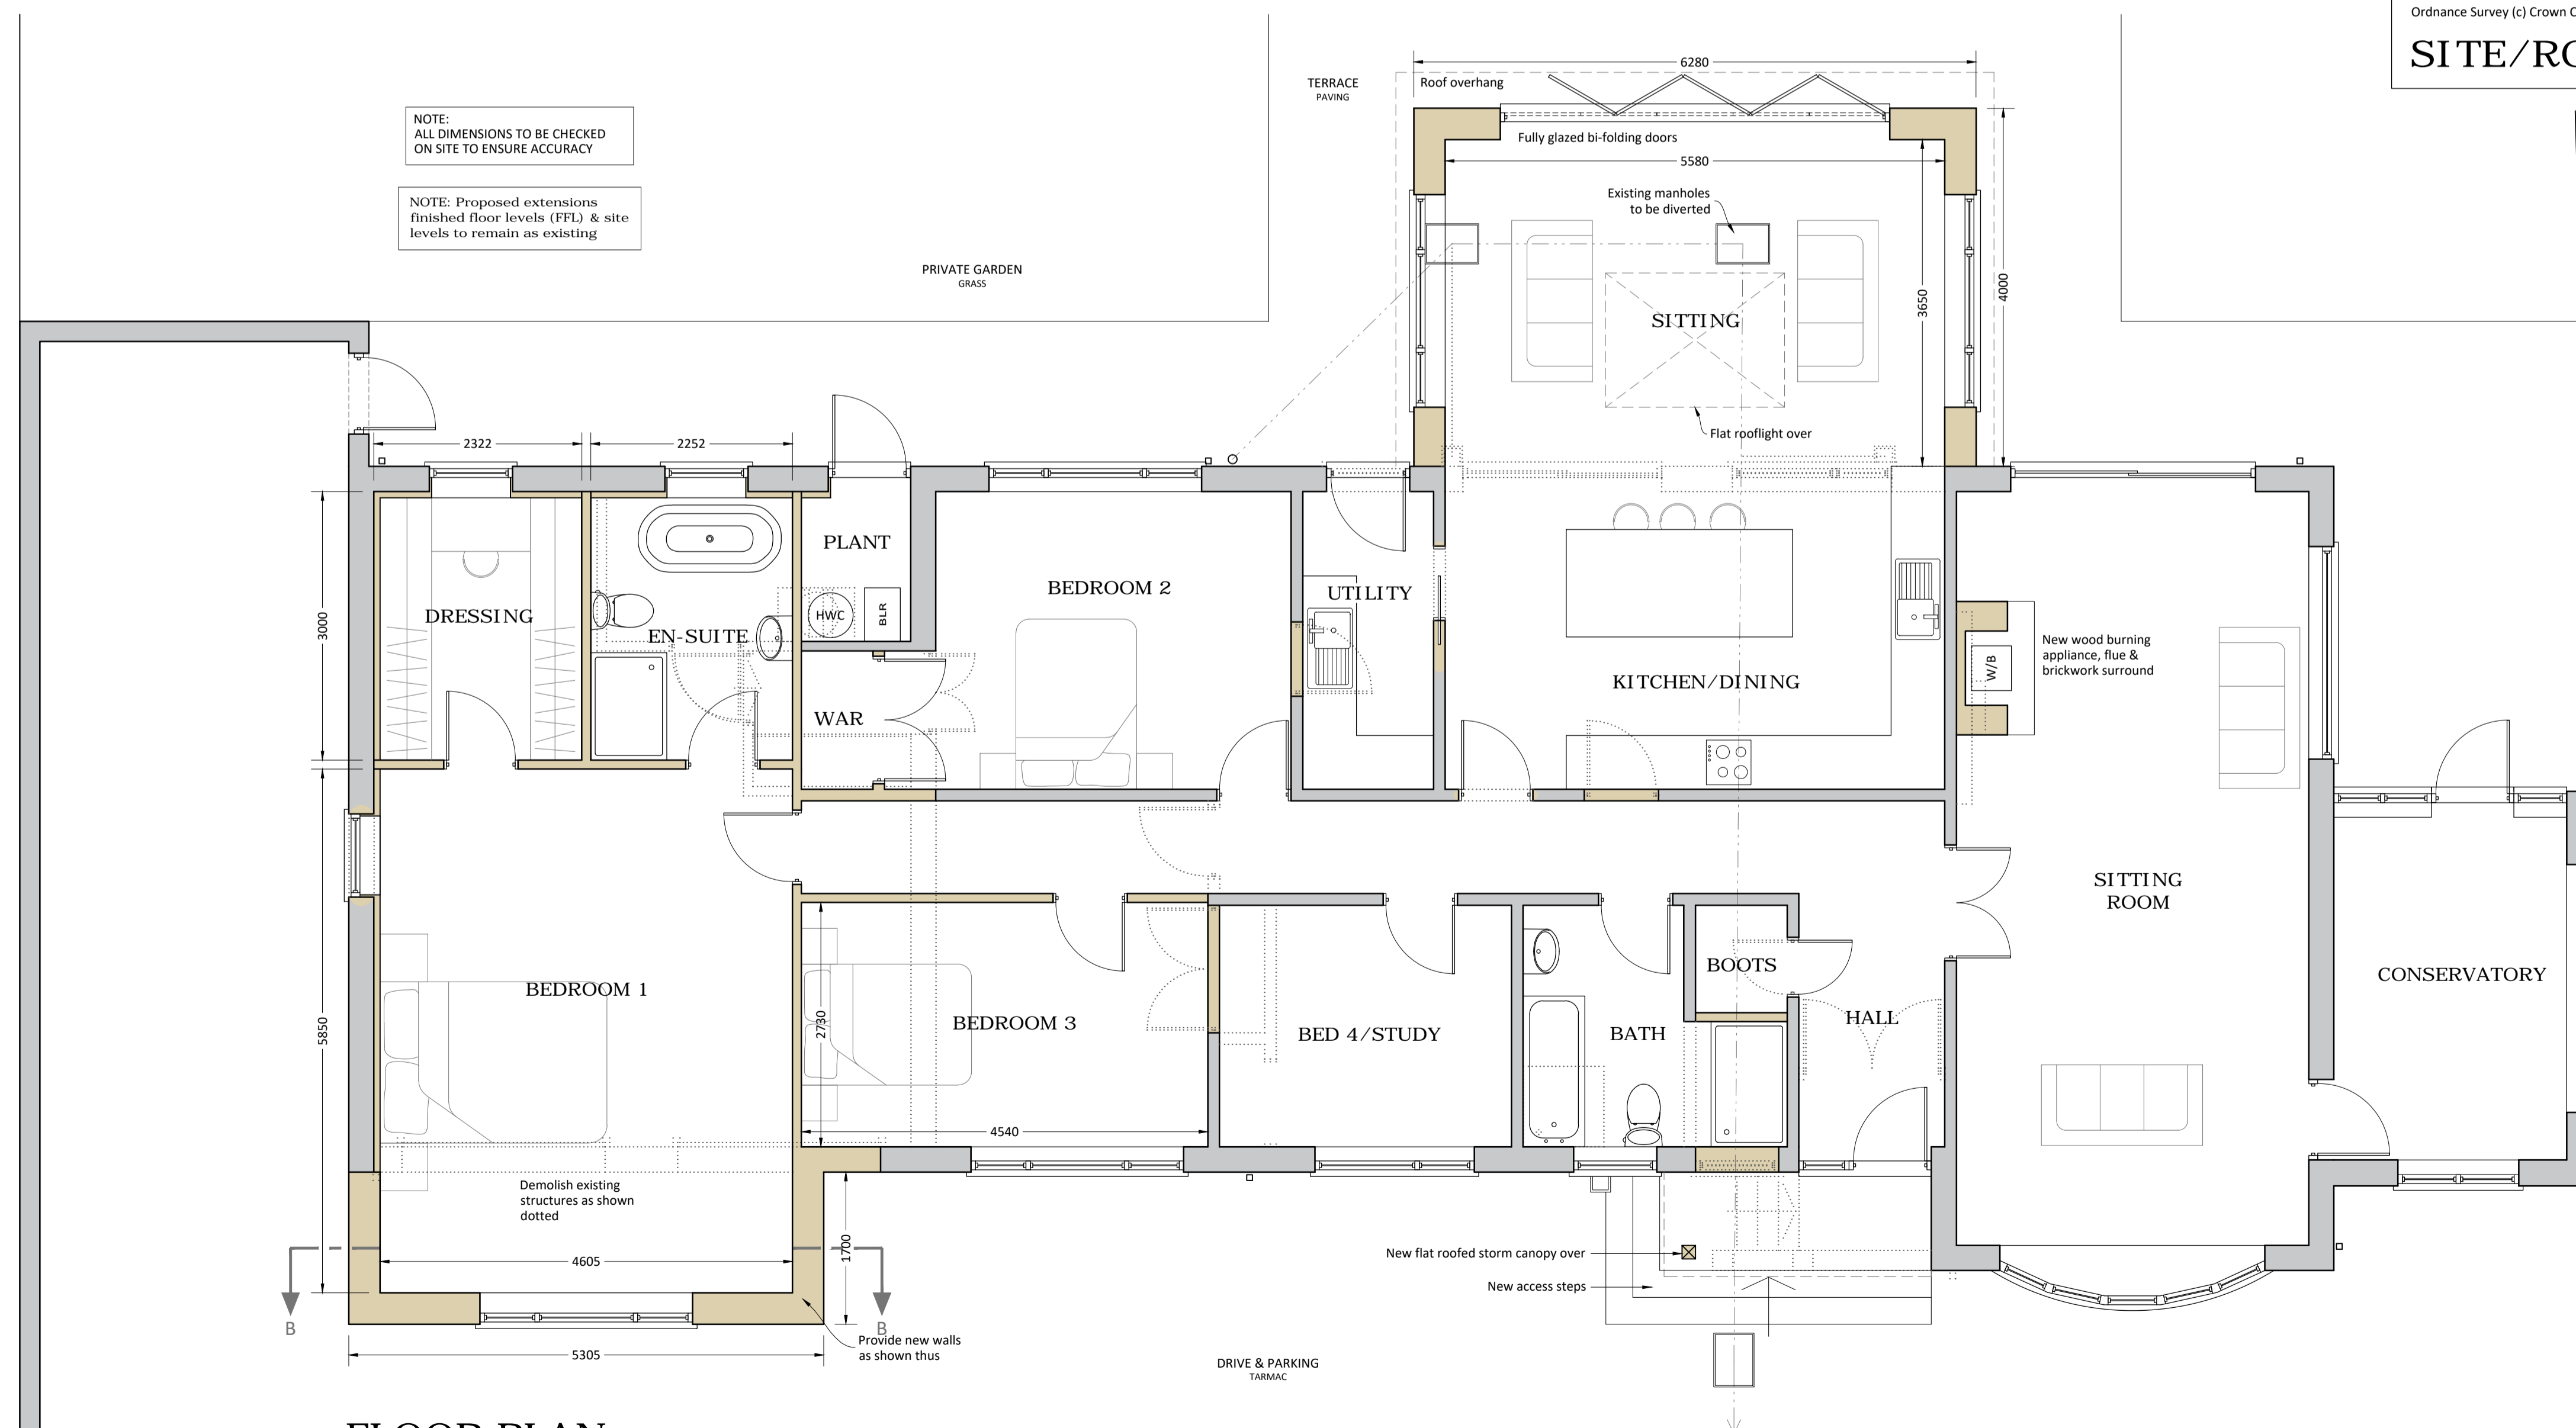 Ordnance Survey (c) Crown C
SITE/RO
NOTE:
ALL DIMENSIONS TO BE CHECKED
ON SITE TO ENSURE ACCURACY
NOTE: Proposed extensions
finished floor levels (FFL) & site
levels to remain as existing
PRIVATE GARDEN
GRASS
TERRACE
PAVING
6280
Roof overhang
Fully glazed bi-folding doors
5580
Existing manholes
to be diverted
3650
4000
SITTING
Flat rooflight over
2322
2252
3000
DRESSING
EN-SUITE
PLANT
HWC
BLR
WAR
BEDROOM 2
UTILITY
KITCHEN/DINING
W/B
New wood burning
appliance, flue &
brickwork surround
SITTING
ROOM
CONSERVATORY
5850
BEDROOM 1
2730
BEDROOM 3
4540
BED 4/STUDY
BATH
BOOTS
HALL
Demolish existing
structures as shown
dotted
4605
1700
B
B
5305
Provide new walls
as shown thus
New flat roofed storm canopy over
New access steps
DRIVE & PARKING
TARMAC
FLOOR PLAN